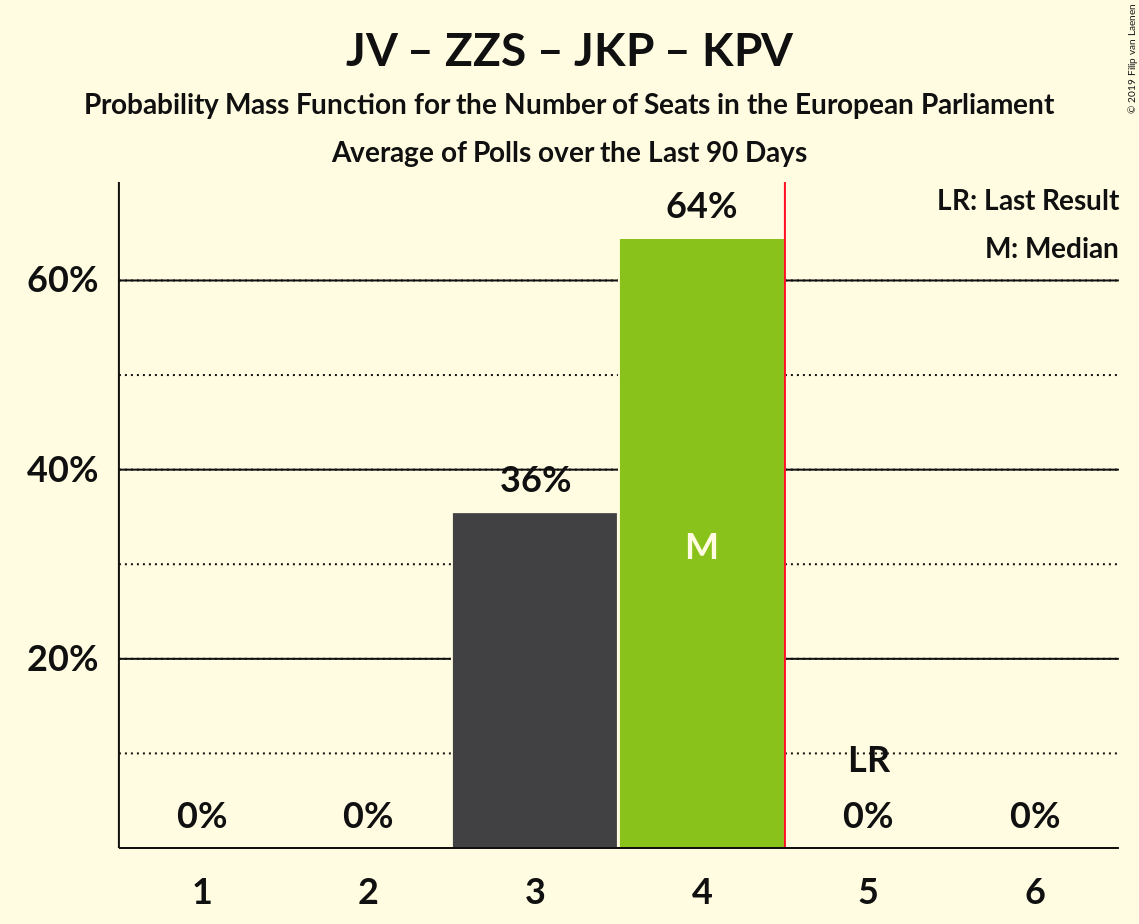 JV – ZZS – JKP – KPV
Probability Mass Function for the Number of Seats in the European Parliament
Average of Polls over the Last 90 Days
© 2019 Filip van Laenen
LR: Last Result
M: Median
60%
40%
20%
64%
36%
M
LR
0%
0%
0%
0%
1
2
3
4
5
6